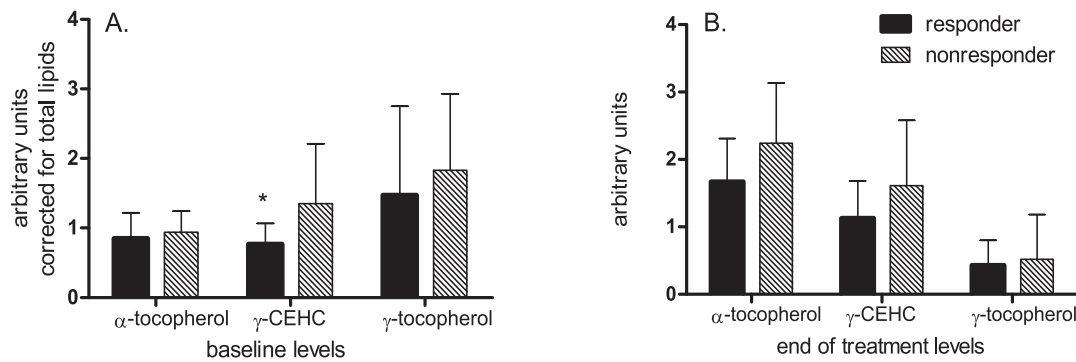 A.
arbitrary units
corrected for total lipids
4
3
2
1
0
*
α-tocopherol γ-CEHC γ-tocopherol
baseline levels
B.
responder
nonresponder
arbitrary units
4
3
2
1
0
α-tocopherol γ-CEHC γ-tocopherol
end of treatment levels